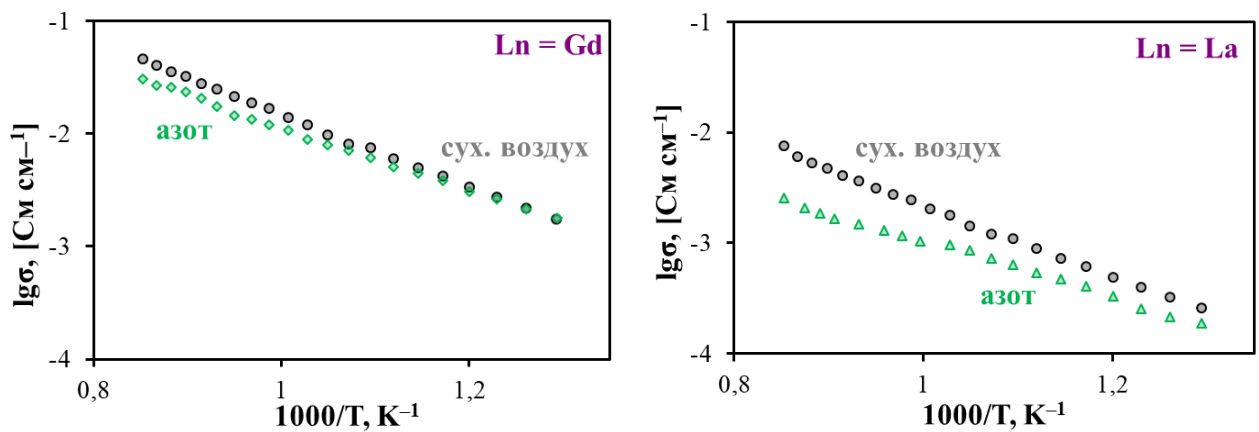 -1
-2
-3
-4
lgσ, [См см–1]
Ln = Gd
азот
сух. воздух
0,8
1
1,2
1000/T, K–1
-1
-2
-3
-4
lgσ, [См см–1]
Ln = La
сух. воздух
азот
0,8
1
1,2
1000/T, K–1